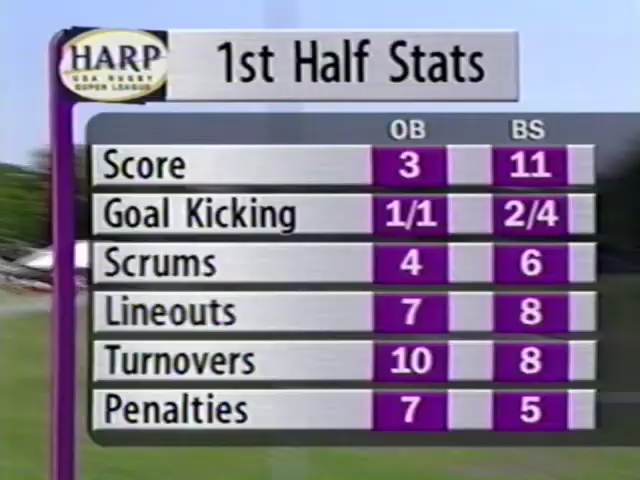 HARP
USA RUGBY
SUPER LEAGUE
1st Half Stats
OB BS
Score 3 11
Goal Kicking 1/1 2/4
Scrums 4 6
Lineouts 7 8
Turnovers 10 8
Penalties 7 5